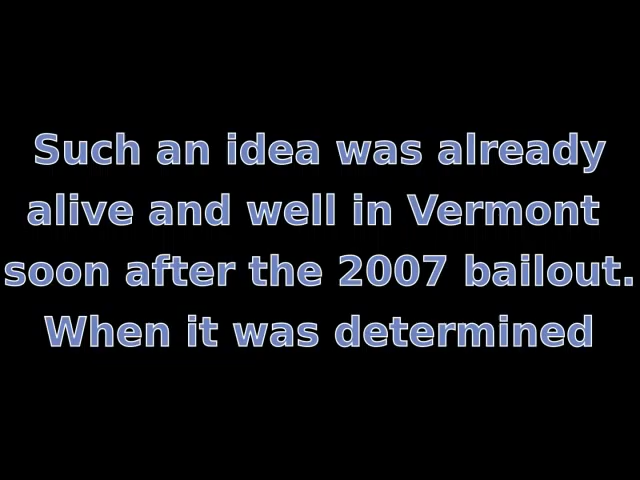 Such an idea was already
alive and well in Vermont
soon after the 2007 bailout.
When it was determined